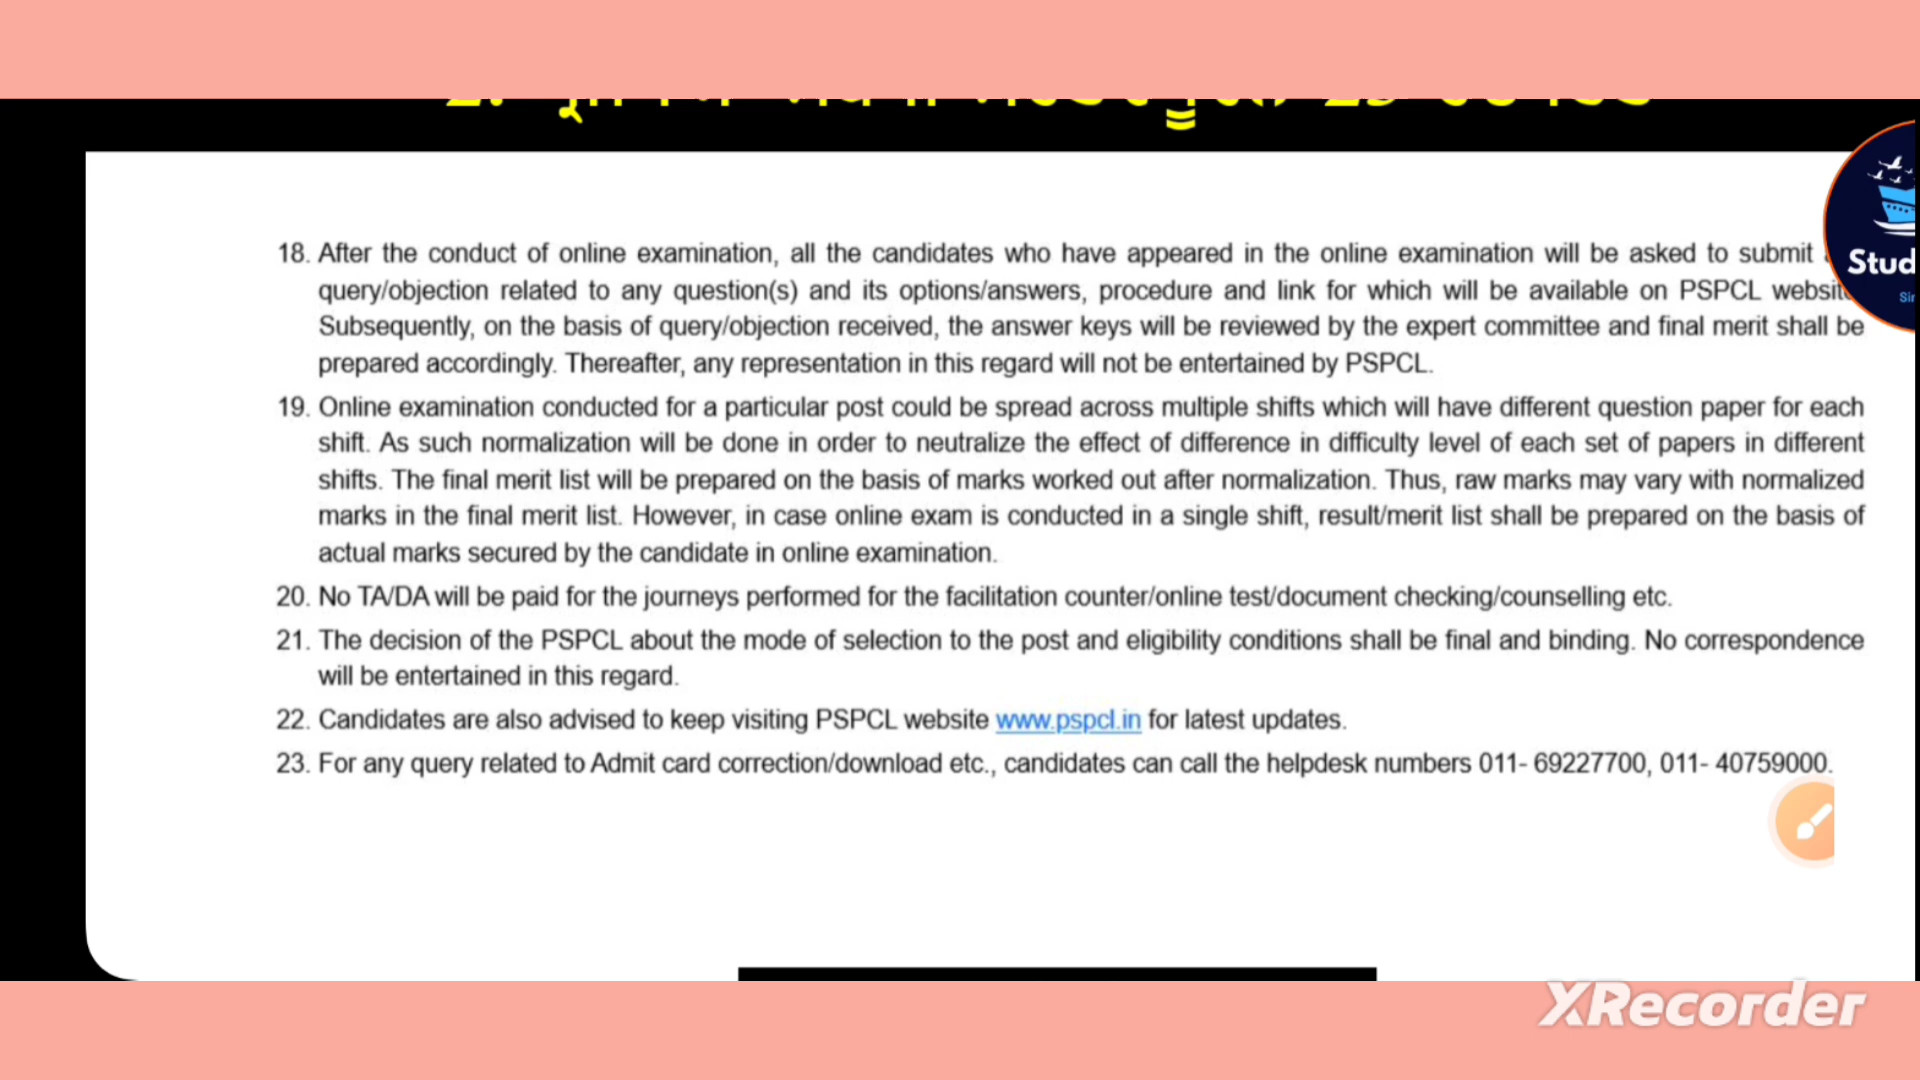 18. After the conduct of online examination, all the candidates who have appeared in the online examination will be asked to submit
query/objection related to any question(s) and its options/answers, procedure and link for which will be available on PSPCL website
Subsequently, on the basis of query/objection received, the answer keys will be reviewed by the expert committee and final merit shall be
prepared accordingly. Thereafter, any representation in this regard will not be entertained by PSPCL.
19. Online examination conducted for a particular post could be spread across multiple shifts which will have different question paper for each
shift. As such normalization will be done in order to neutralize the effect of difference in difficulty level of each set of papers in different
shifts. The final merit list will be prepared on the basis of marks worked out after normalization. Thus, raw marks may vary with normalized
marks in the final merit list. However, in case online exam is conducted in a single shift, result/merit list shall be prepared on the basis of
actual marks secured by the candidate in online examination.
20. No TA/DA will be paid for the journeys performed for the facilitation counter/online test/document checking/counselling etc.
21. The decision of the PSPCL about the mode of selection to the post and eligibility conditions shall be final and binding. No correspondence
will be entertained in this regard.
22. Candidates are also advised to keep visiting PSPCL website www.pspcl.in for latest updates.
23. For any query related to Admit card correction/download etc., candidates can call the helpdesk numbers 011- 69227700, 011- 40759000.
Stud
XRecorder